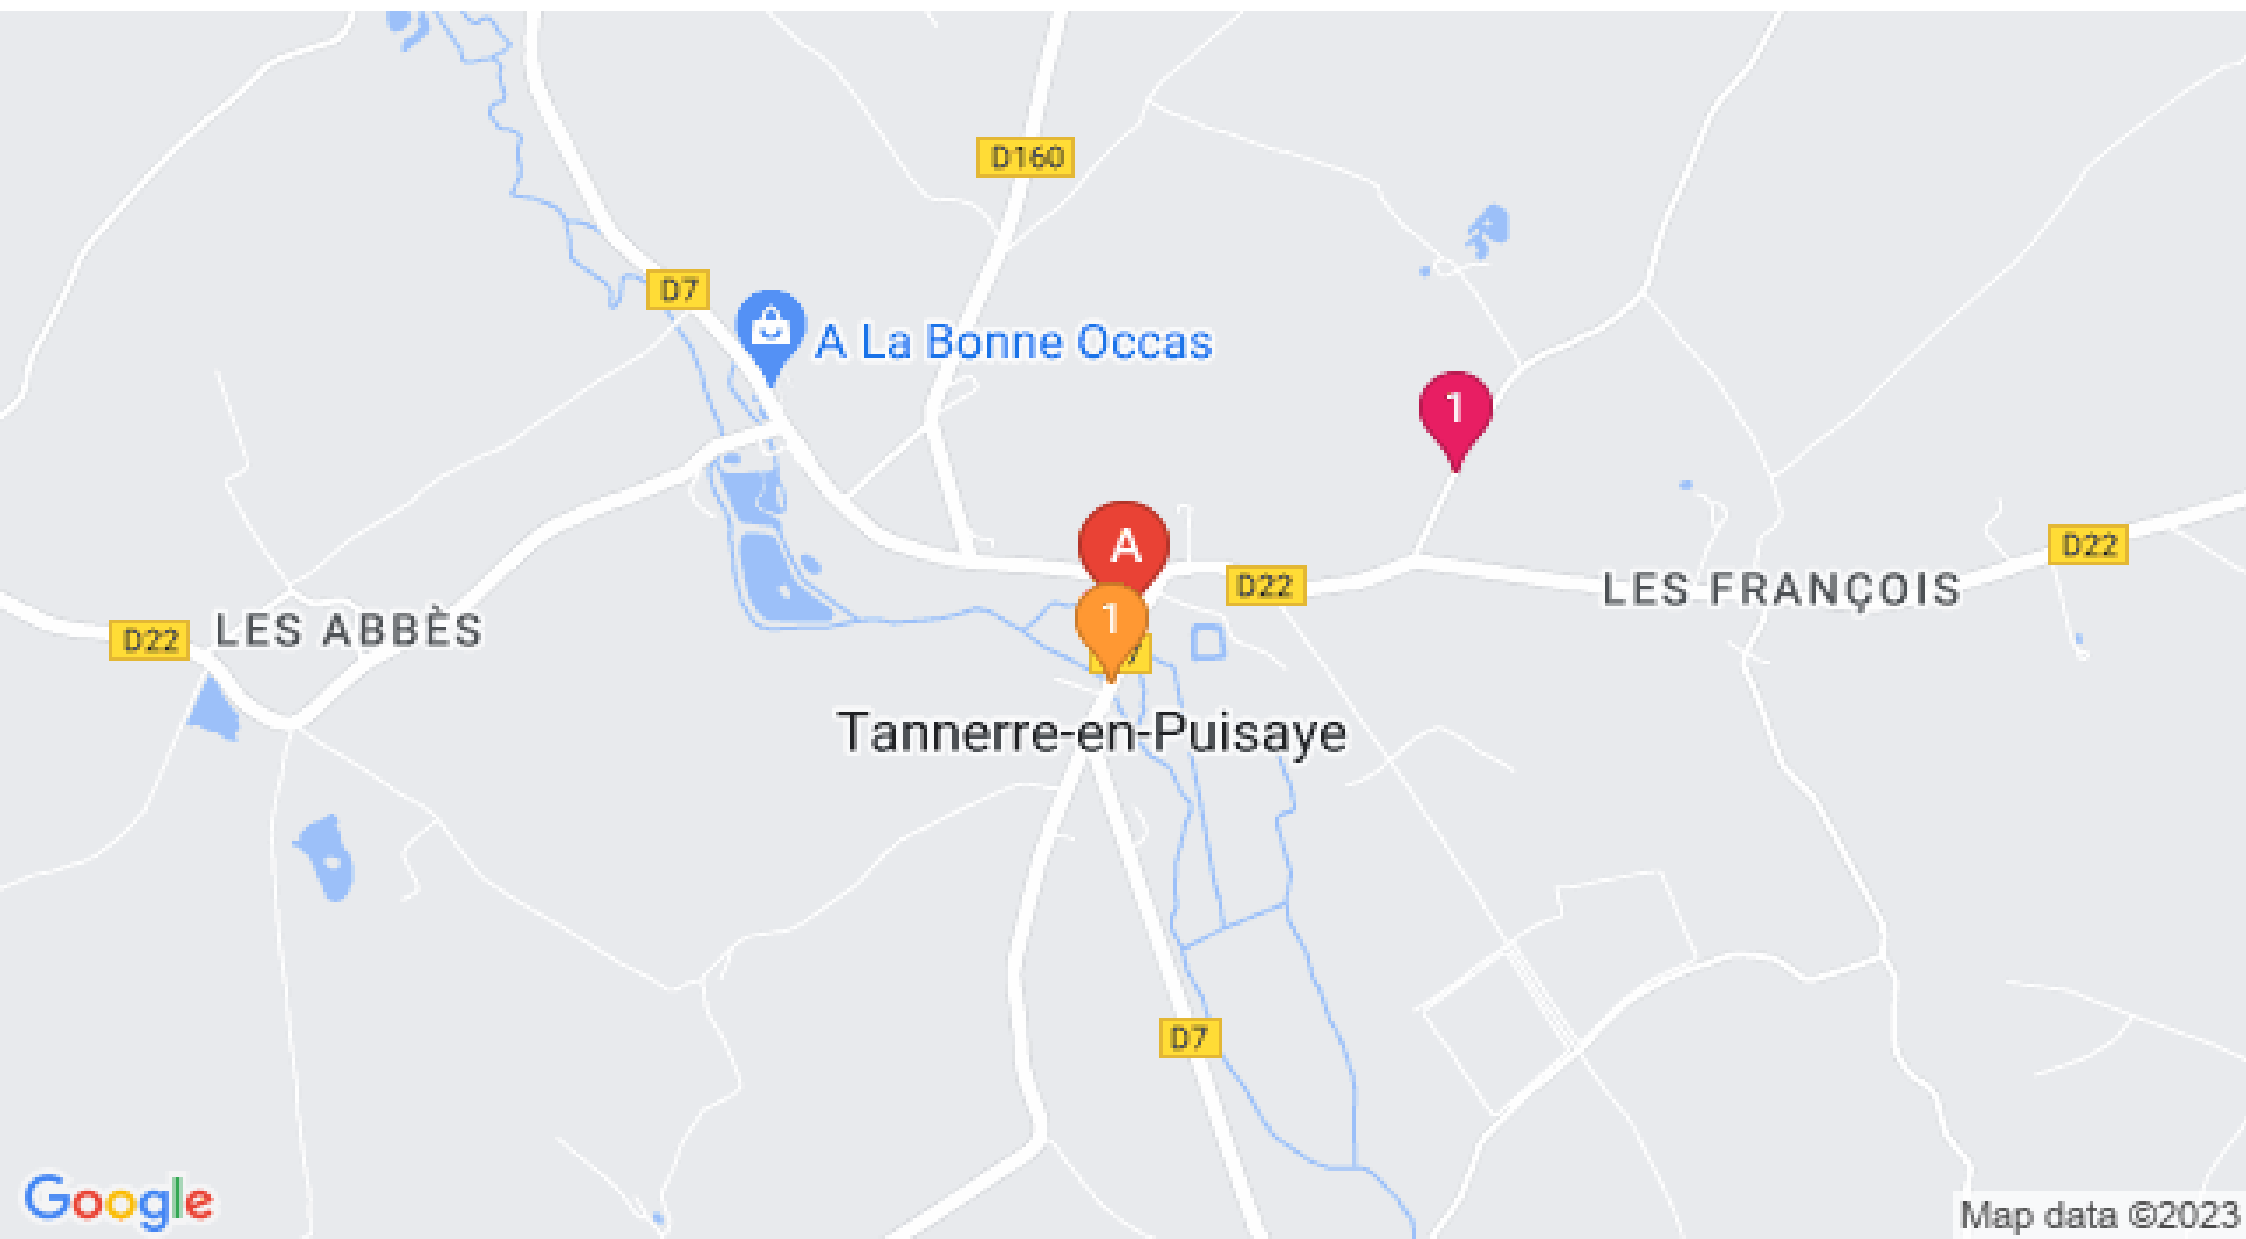 D160
D7
A La Bonne Occas
1
A
D22
D22
LES FRANÇOIS
1
LES ABBÈS
D22
Tannerre-en-Puisaye
D7
Google
Map data ©2023